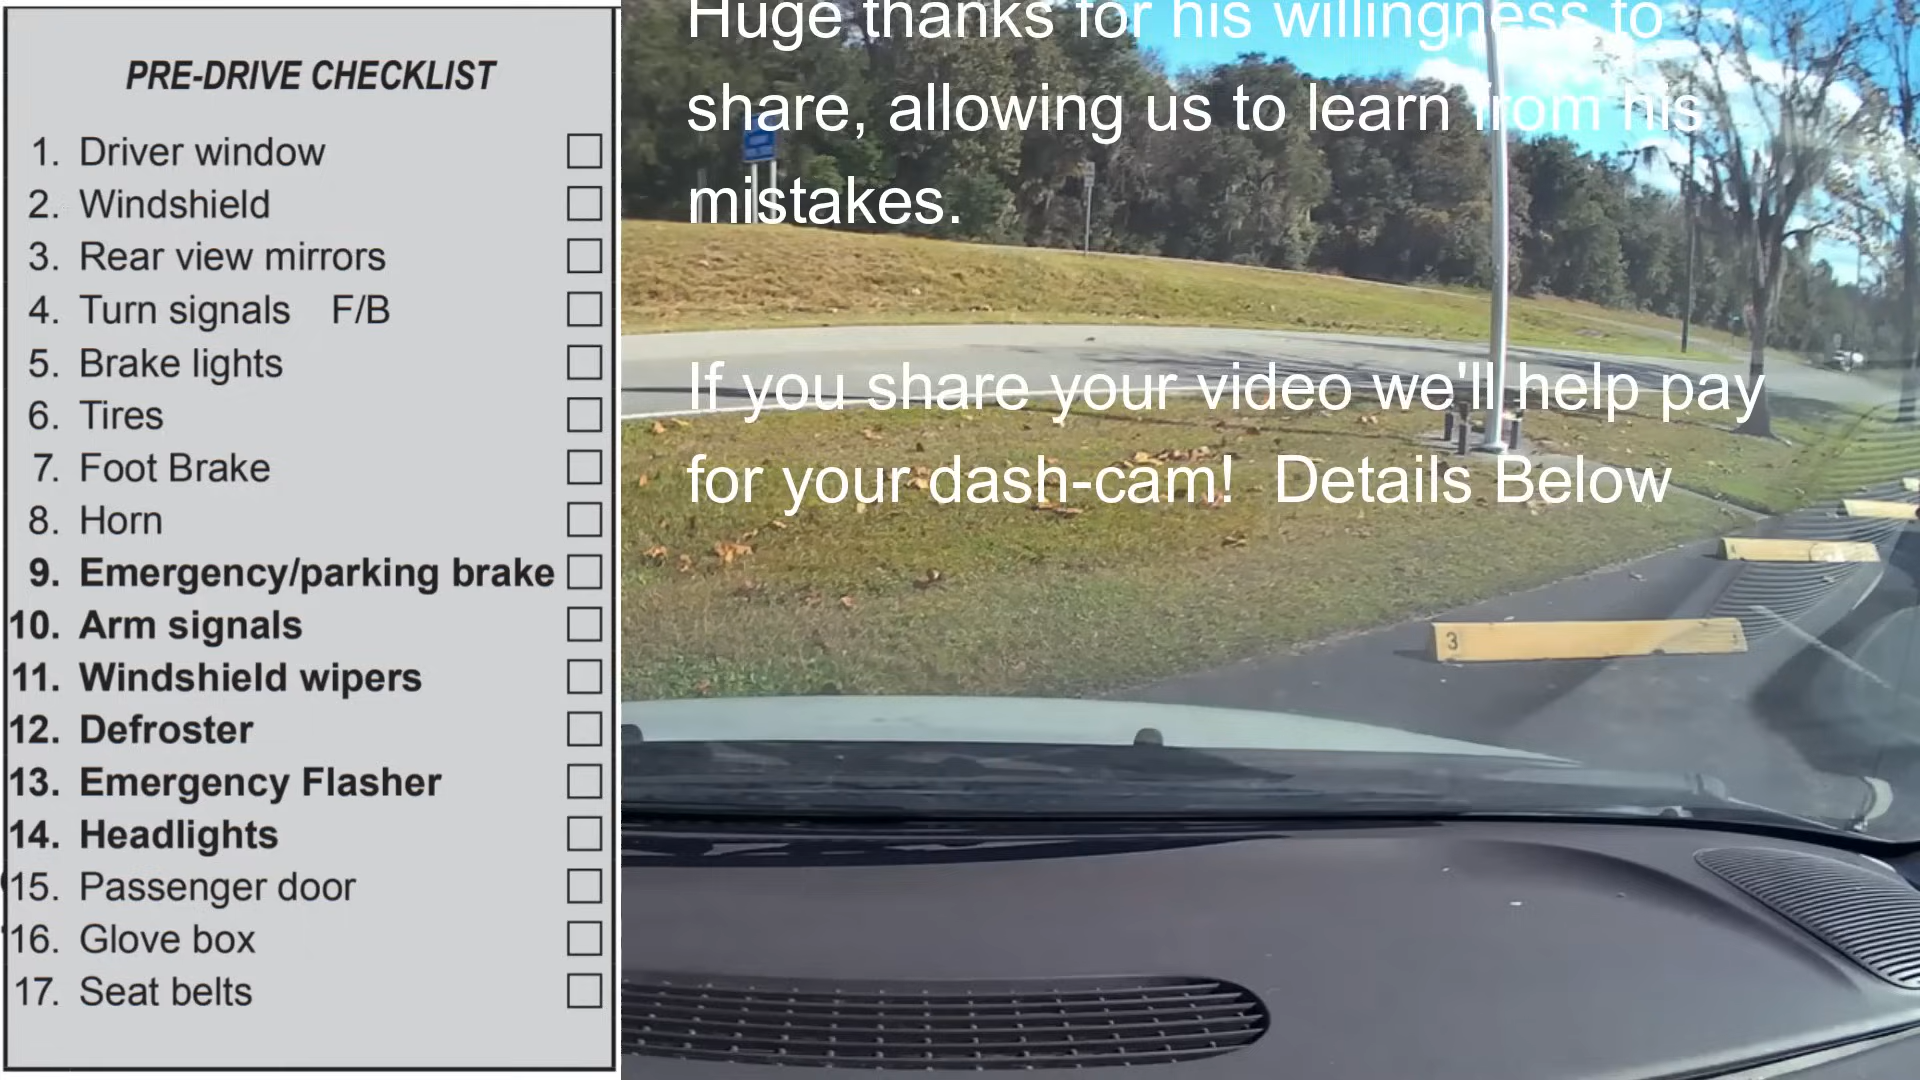 PRE-DRIVE CHECKLIST
1. Driver window
2. Windshield
3. Rear view mirrors
4. Turn signals F/B
5. Brake lights
6. Tires
7. Foot Brake
8. Horn
9. Emergency/parking brake
10. Arm signals
11. Windshield wipers
12. Defroster
13. Emergency Flasher
14. Headlights
15. Passenger door
16. Glove box
17. Seat belts
Huge thanks for his willingness to
share, allowing us to learn from his
mistakes.
If you share your video we'll help pay
for your dash-cam! Details Below
3